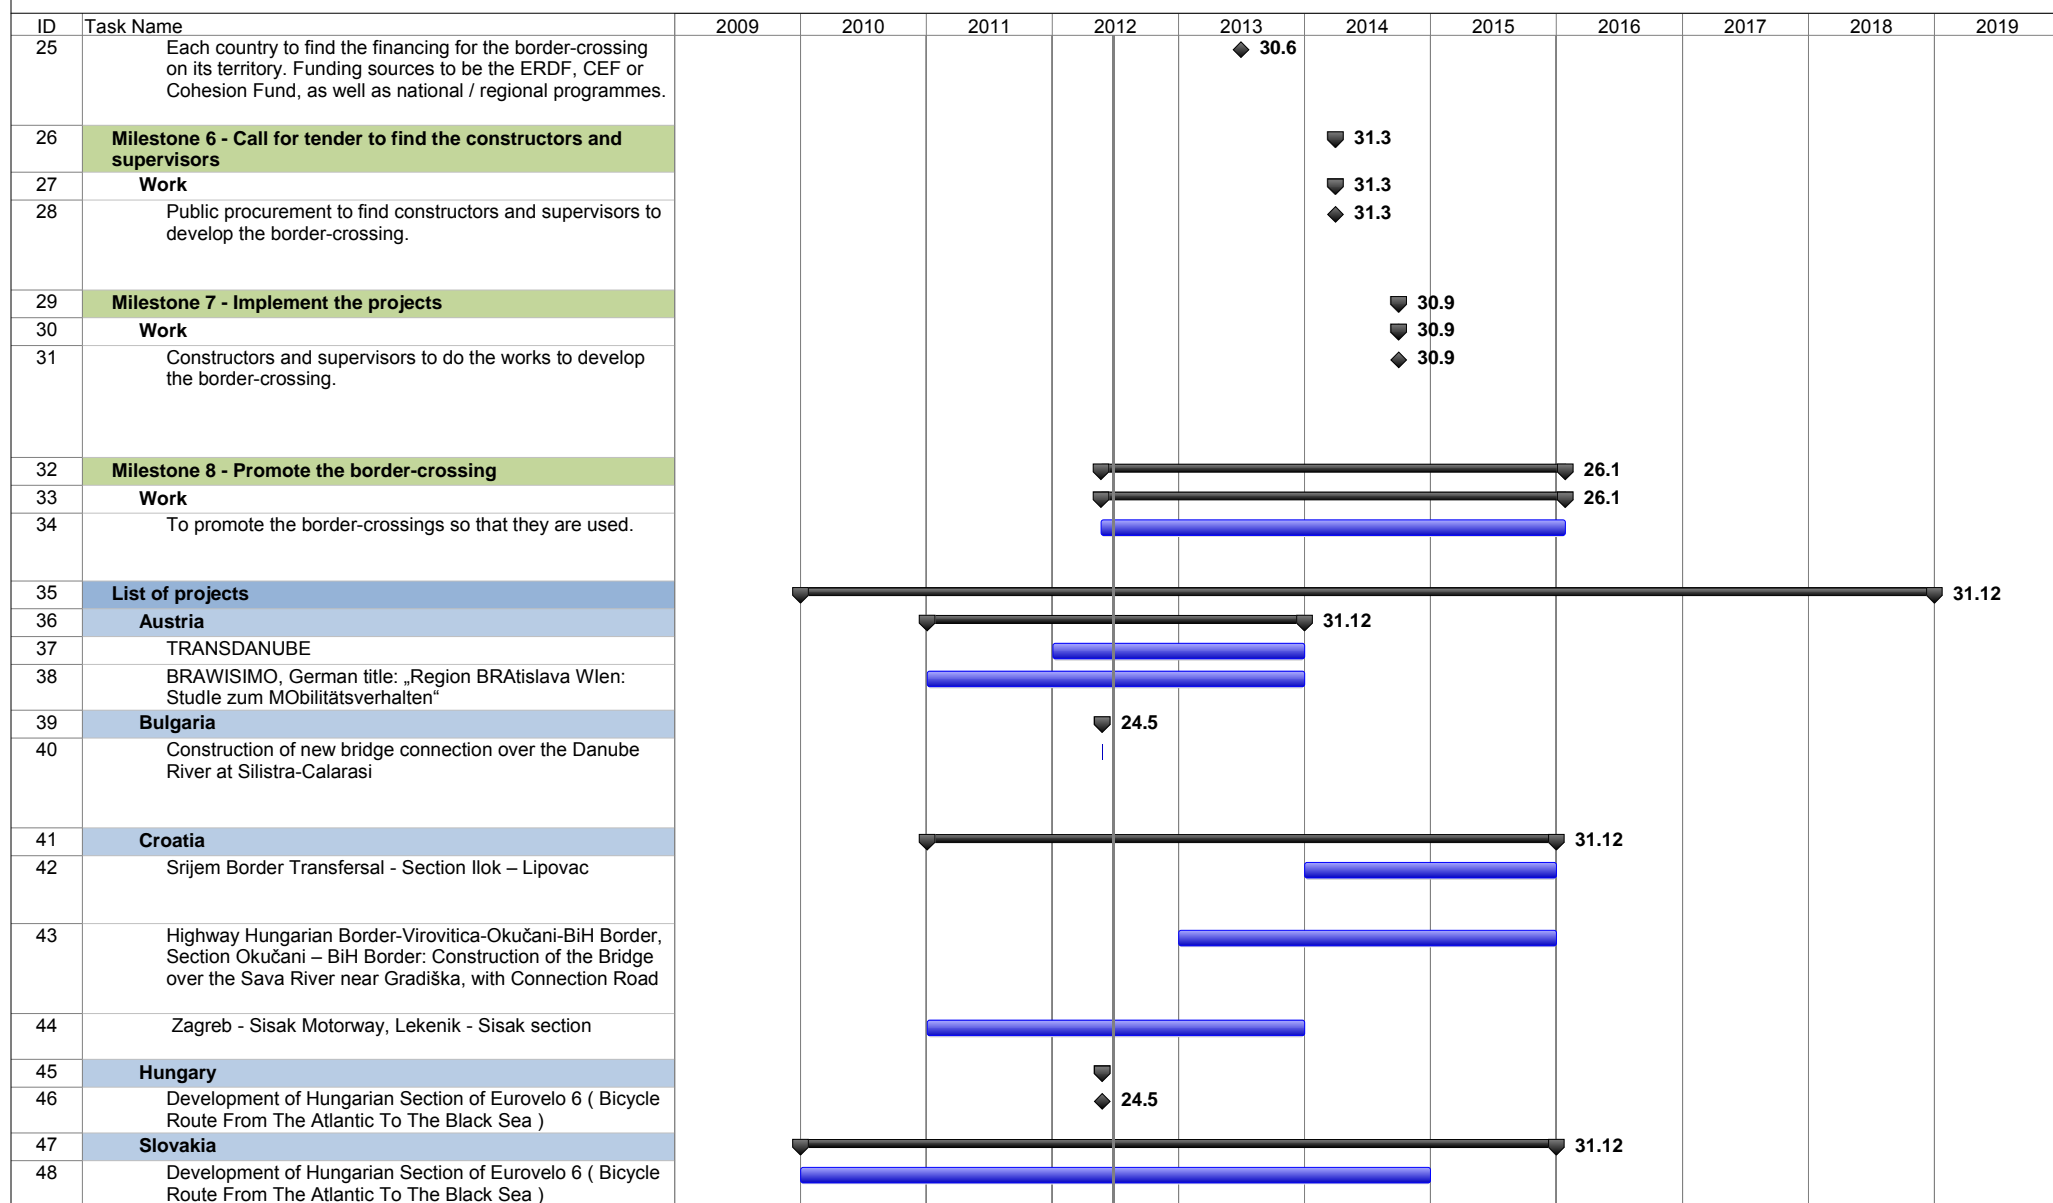 ID Task Name 2009 2010 2011 2012 2013 2014 2015 2016 2017 2018 2019
25 Each country to find the financing for the border-crossing 30.6
on its territory. Funding sources to be the ERDF, CEF or
Cohesion Fund, as well as national / regional programmes.
26 Milestone 6 - Call for tender to find the constructors and 31.3
supervisors
27 Work 31.3
28 Public procurement to find constructors and supervisors to 31.3
develop the border-crossing.
29 Milestone 7 - Implement the projects 30.9
30 Work 30.9
31 Constructors and supervisors to do the works to develop 30.9
the border-crossing.
32 Milestone 8 - Promote the border-crossing 26.1
33 Work 26.1
34 To promote the border-crossings so that they are used.
35 List of projects 31.12
36 Austria 31.12
37 TRANSDANUBE
38 BRAWISIMO, German title: „Region BRAtislava WIen:
StudIe zum MObilitätsverhalten“
39 Bulgaria 24.5
40 Construction of new bridge connection over the Danube
River at Silistra-Calarasi
41 Croatia 31.12
42 Srijem Border Transfersal - Section Ilok – Lipovac
43 Highway Hungarian Border-Virovitica-Okučani-BiH Border,
Section Okučani – BiH Border: Construction of the Bridge
over the Sava River near Gradiška, with Connection Road
44 Zagreb - Sisak Motorway, Lekenik - Sisak section
45 Hungary
46 Development of Hungarian Section of Eurovelo 6 ( Bicycle 24.5
Route From The Atlantic To The Black Sea )
47 Slovakia 31.12
48 Development of Hungarian Section of Eurovelo 6 ( Bicycle
Route From The Atlantic To The Black Sea )